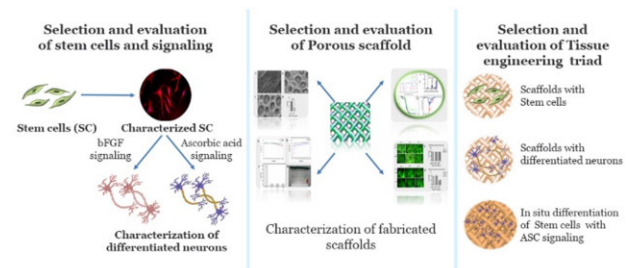 Selection and evaluation
of stem cells and signaling
Stem cells (SC)
Characterized SC
bFGF
signaling
Ascorbic acid
signaling
Characterization of
differentiated neurons
Selection and evaluation
of Porous scaffold
Characterization of fabricated
scaffolds
Selection and
evaluation of Tissue
engineering triad
Scaffolds with
Stem cells
Scaffolds with
differentiated neurons
In situ differentiation
of Stem cells with
ASC signaling